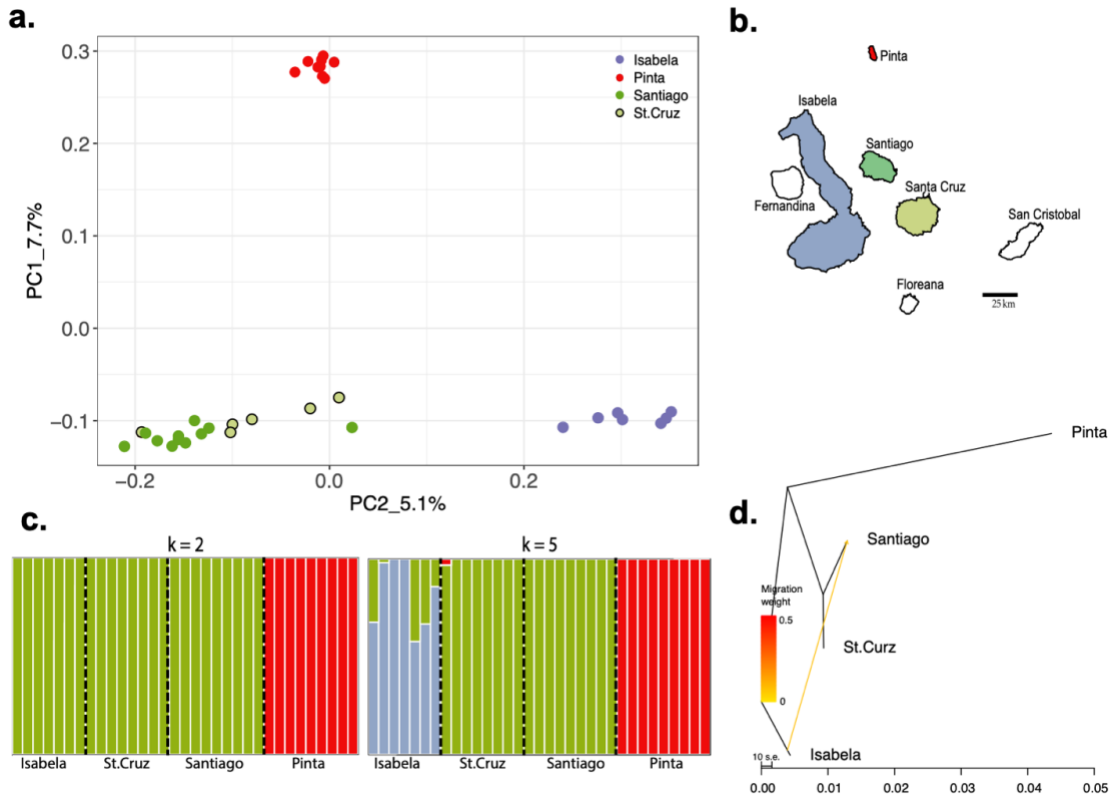 a.
0.3
0.2
0.1
0.0
−0.1
PC1_7.7%
−0.2
0.0
0.2
PC2_5.1%
Isabela
Pinta
Santiago
St.Cruz
b.
Pinta
Isabela
Santiago
Santa Cruz
Fernandina
San Cristobal
Floreana
25 km
c.
k = 2
Isabela
St.Cruz
Santiago
Pinta
k = 5
Isabela
St.Cruz
Santiago
Pinta
d.
Pinta
Santiago
St.Curz
Isabela
Migration
weight
0.5
0
10 s.e.
0.00
0.01
0.02
0.03
0.04
0.05